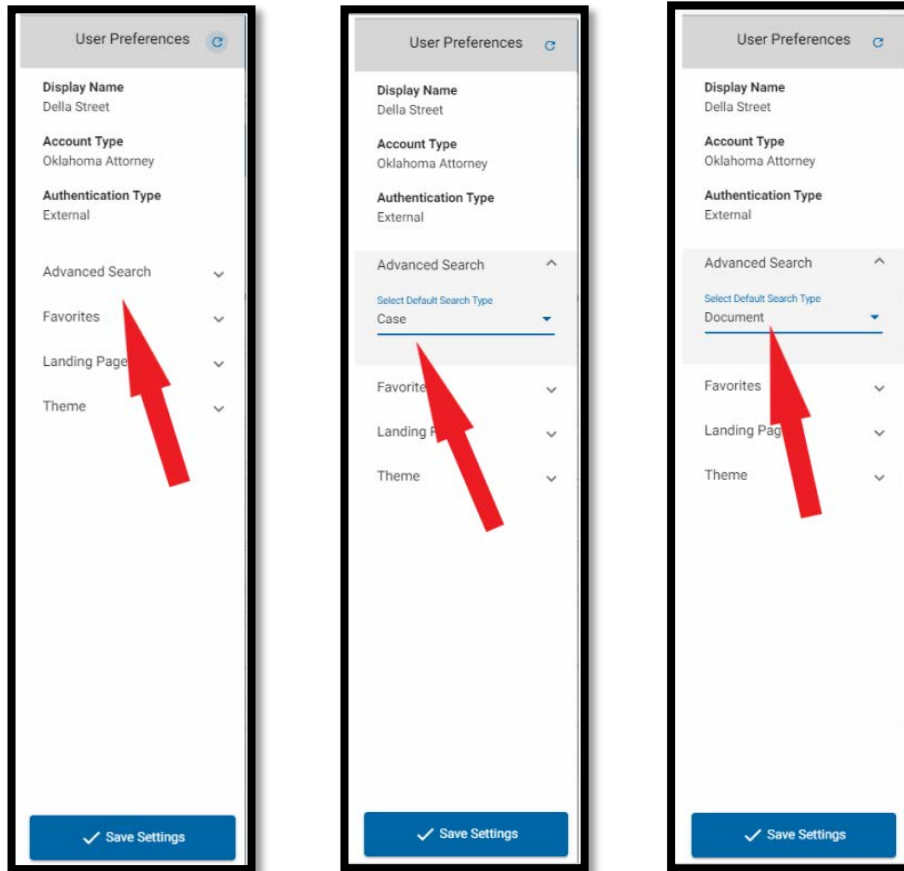 User Preferences
Display Name
Della Street
Account Type
Oklahoma Attorney
Authentication Type
External
Advanced Search
Favorites
Landing Page
Theme
Save Settings
User Preferences
Display Name
Della Street
Account Type
Oklahoma Attorney
Authentication Type
External
Advanced Search
Select Default Search Type
Case
Favorite
Landing
Theme
Save Settings
User Preferences
Display Name
Della Street
Account Type
Oklahoma Attorney
Authentication Type
External
Advanced Search
Select Default Search Type
Document
Favorites
Landing Pag
Theme
Save Settings